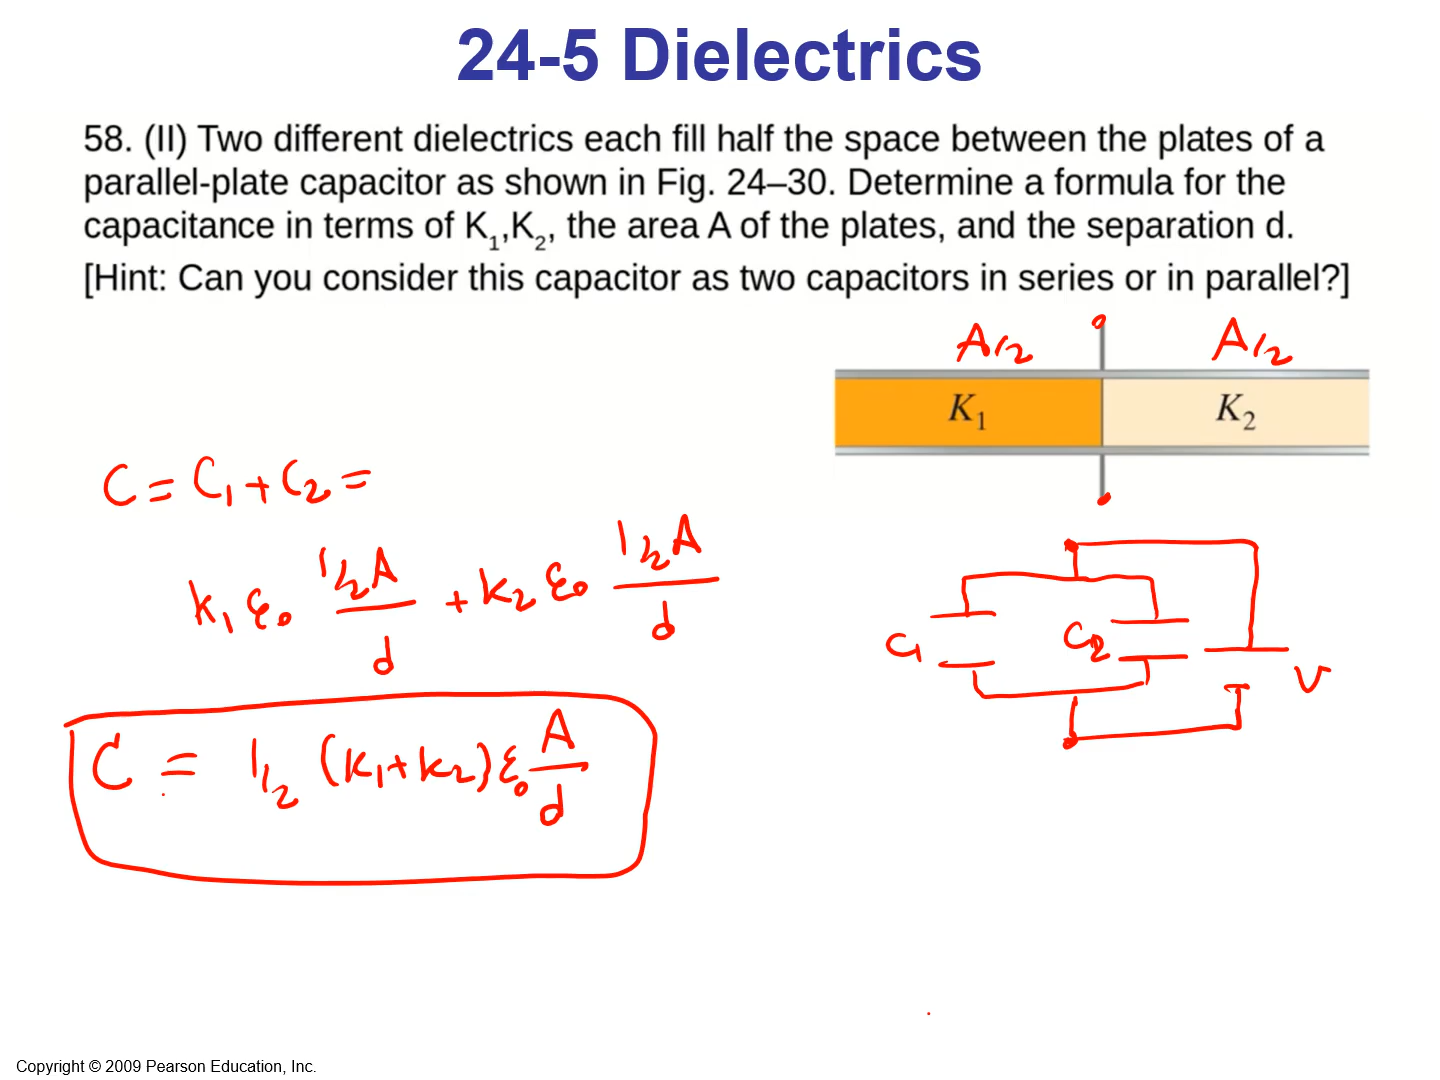 24-5 Dielectrics
58. (II) Two different dielectrics each fill half the space between the plates of a
parallel-plate capacitor as shown in Fig. 24–30. Determine a formula for the
capacitance in terms of K₁,K₂, the area A of the plates, and the separation d.
[Hint: Can you consider this capacitor as two capacitors in series or in parallel?]
A/2 A/2
K₁ K₂
C = C₁ + C₂ =
k₁ ε₀ ½A/d + k₂ ε₀ ½A/d
C₁ C₂ V
C = ½ (k₁+k₂) ε₀ A/d
Copyright © 2009 Pearson Education, Inc.